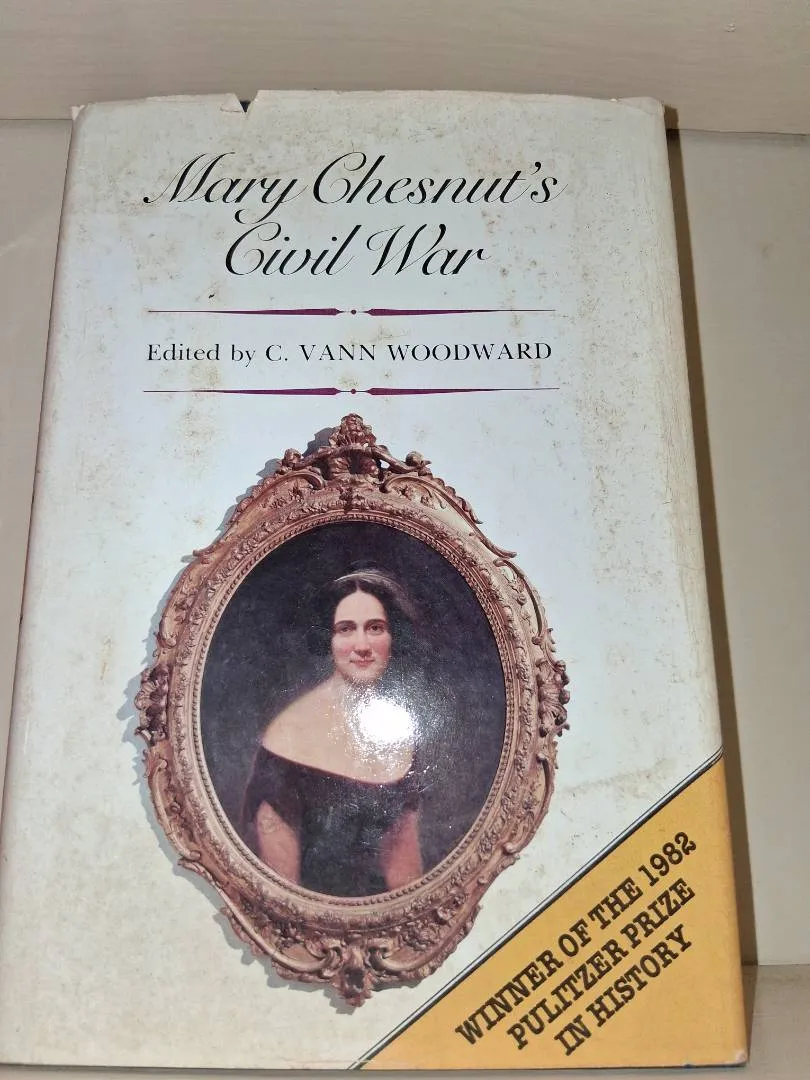 Mary Chesnut's
Civil War
Edited by C. VANN WOODWARD
WINNER OF THE 1982
PULITZER PRIZE
IN HISTORY